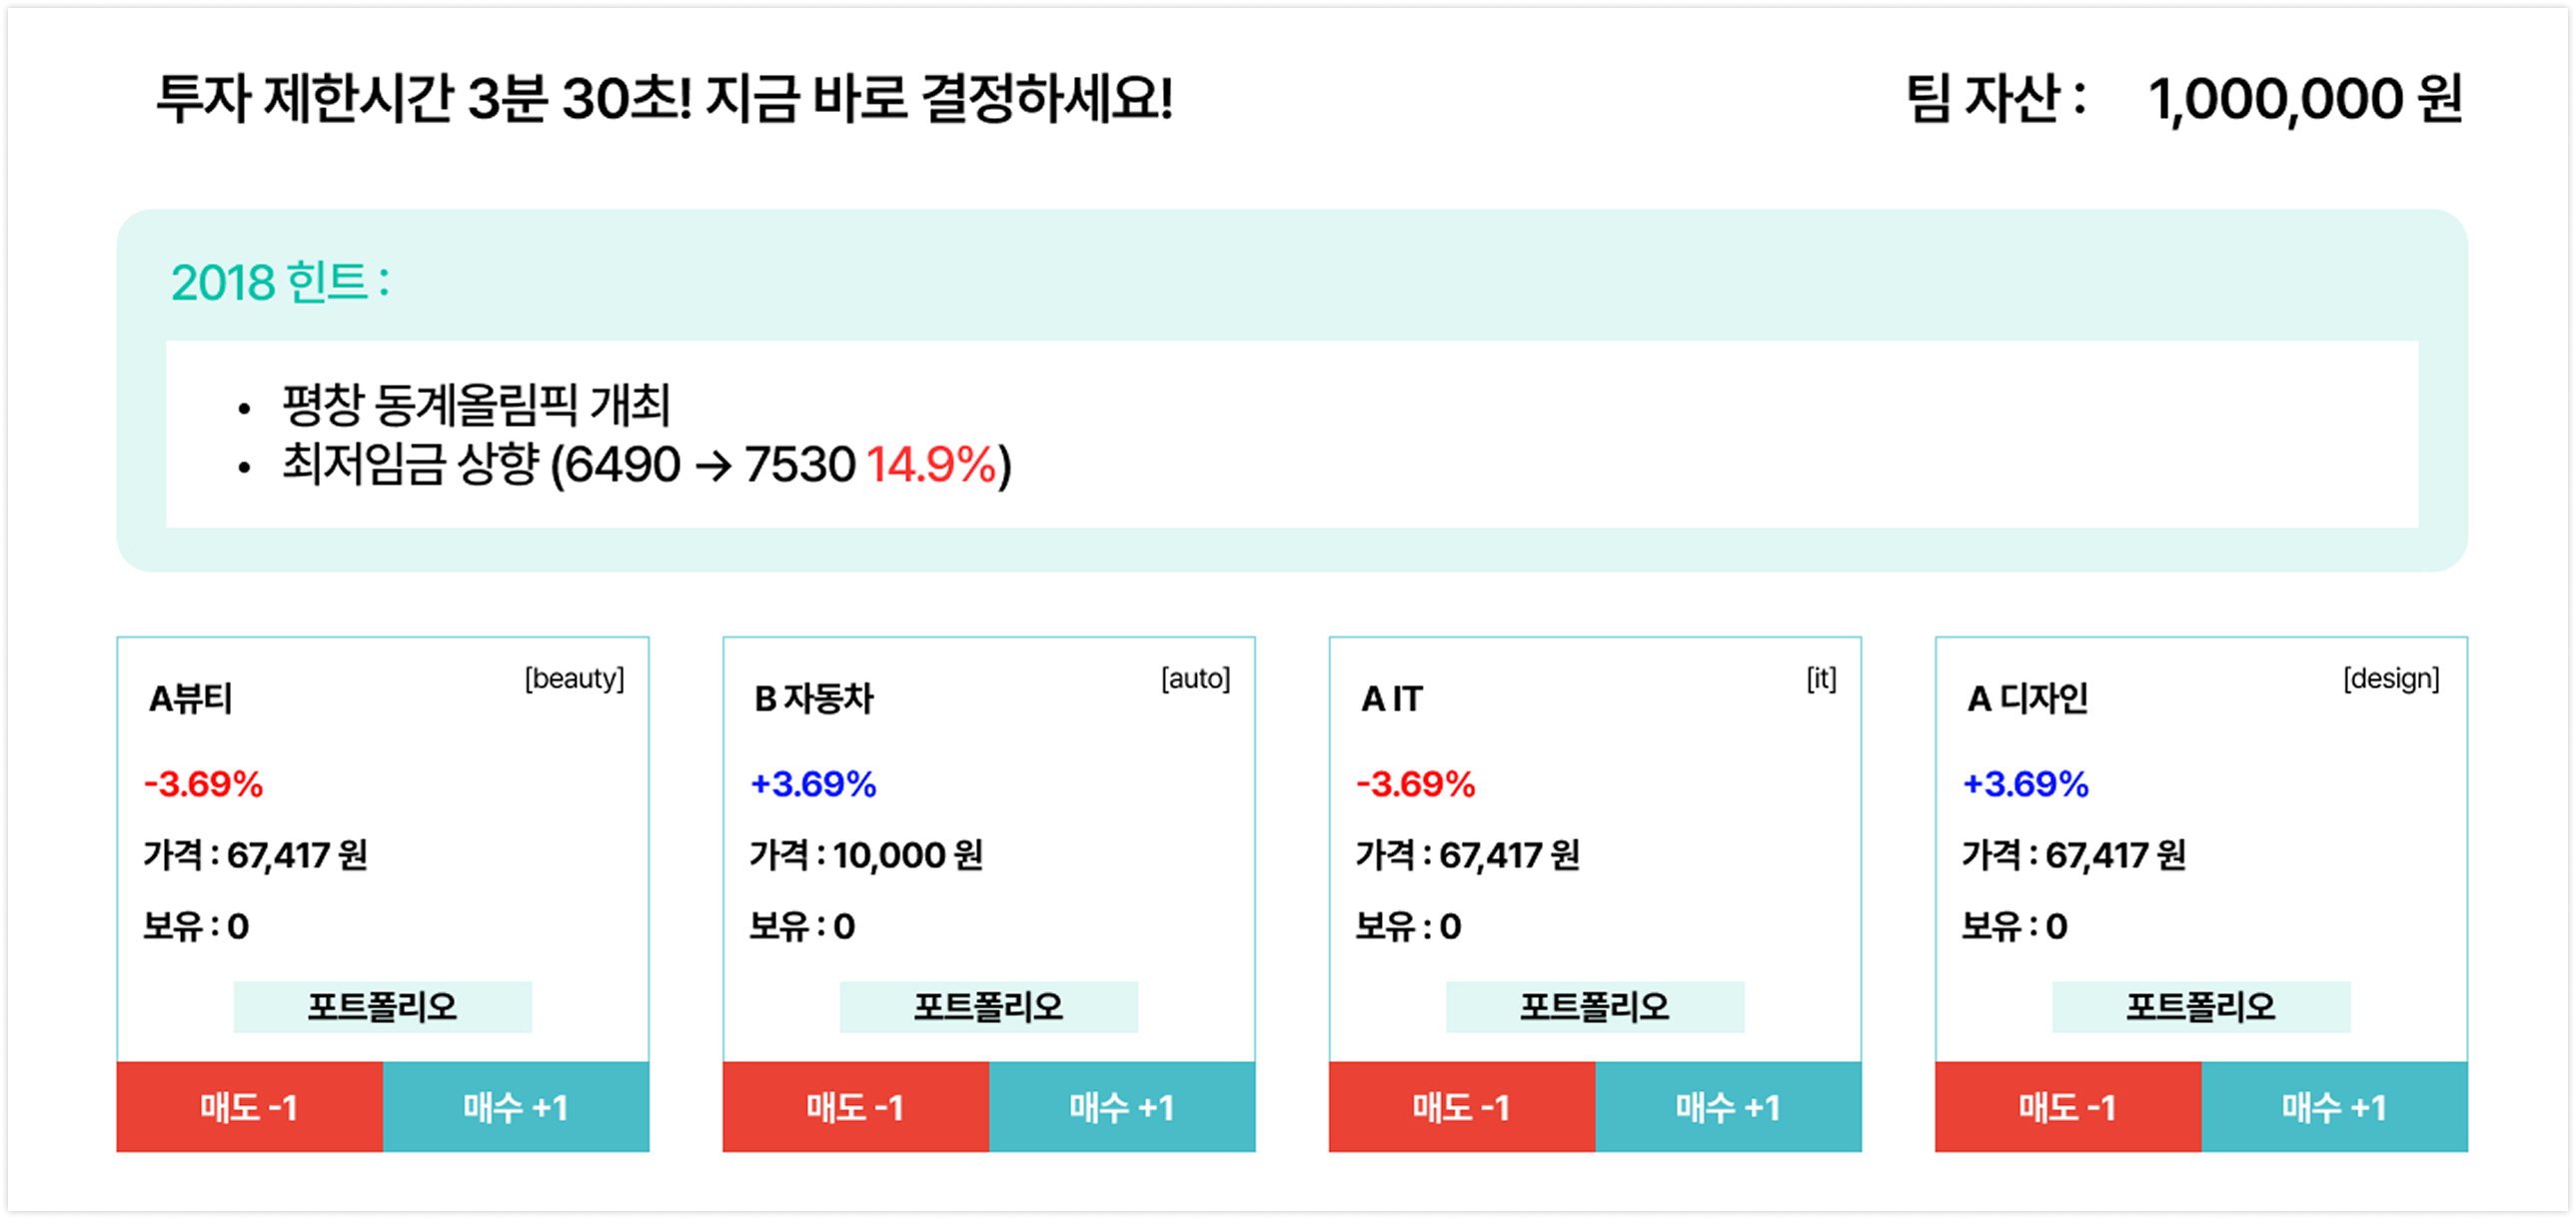 투자 제한시간 3분 30초! 지금 바로 결정하세요!
팀 자산 : 1,000,000 원
2018 힌트 :
• 평창 동계올림픽 개최
• 최저임금 상향 (6490 → 7530 14.9%)
A뷰티
[beauty]
-3.69%
가격 : 67,417 원
보유 : 0
포트폴리오
매도 -1
매수 +1
B 자동차
[auto]
+3.69%
가격 : 10,000 원
보유 : 0
포트폴리오
매도 -1
매수 +1
A IT
[it]
-3.69%
가격 : 67,417 원
보유 : 0
포트폴리오
매도 -1
매수 +1
A 디자인
[design]
+3.69%
가격 : 67,417 원
보유 : 0
포트폴리오
매도 -1
매수 +1